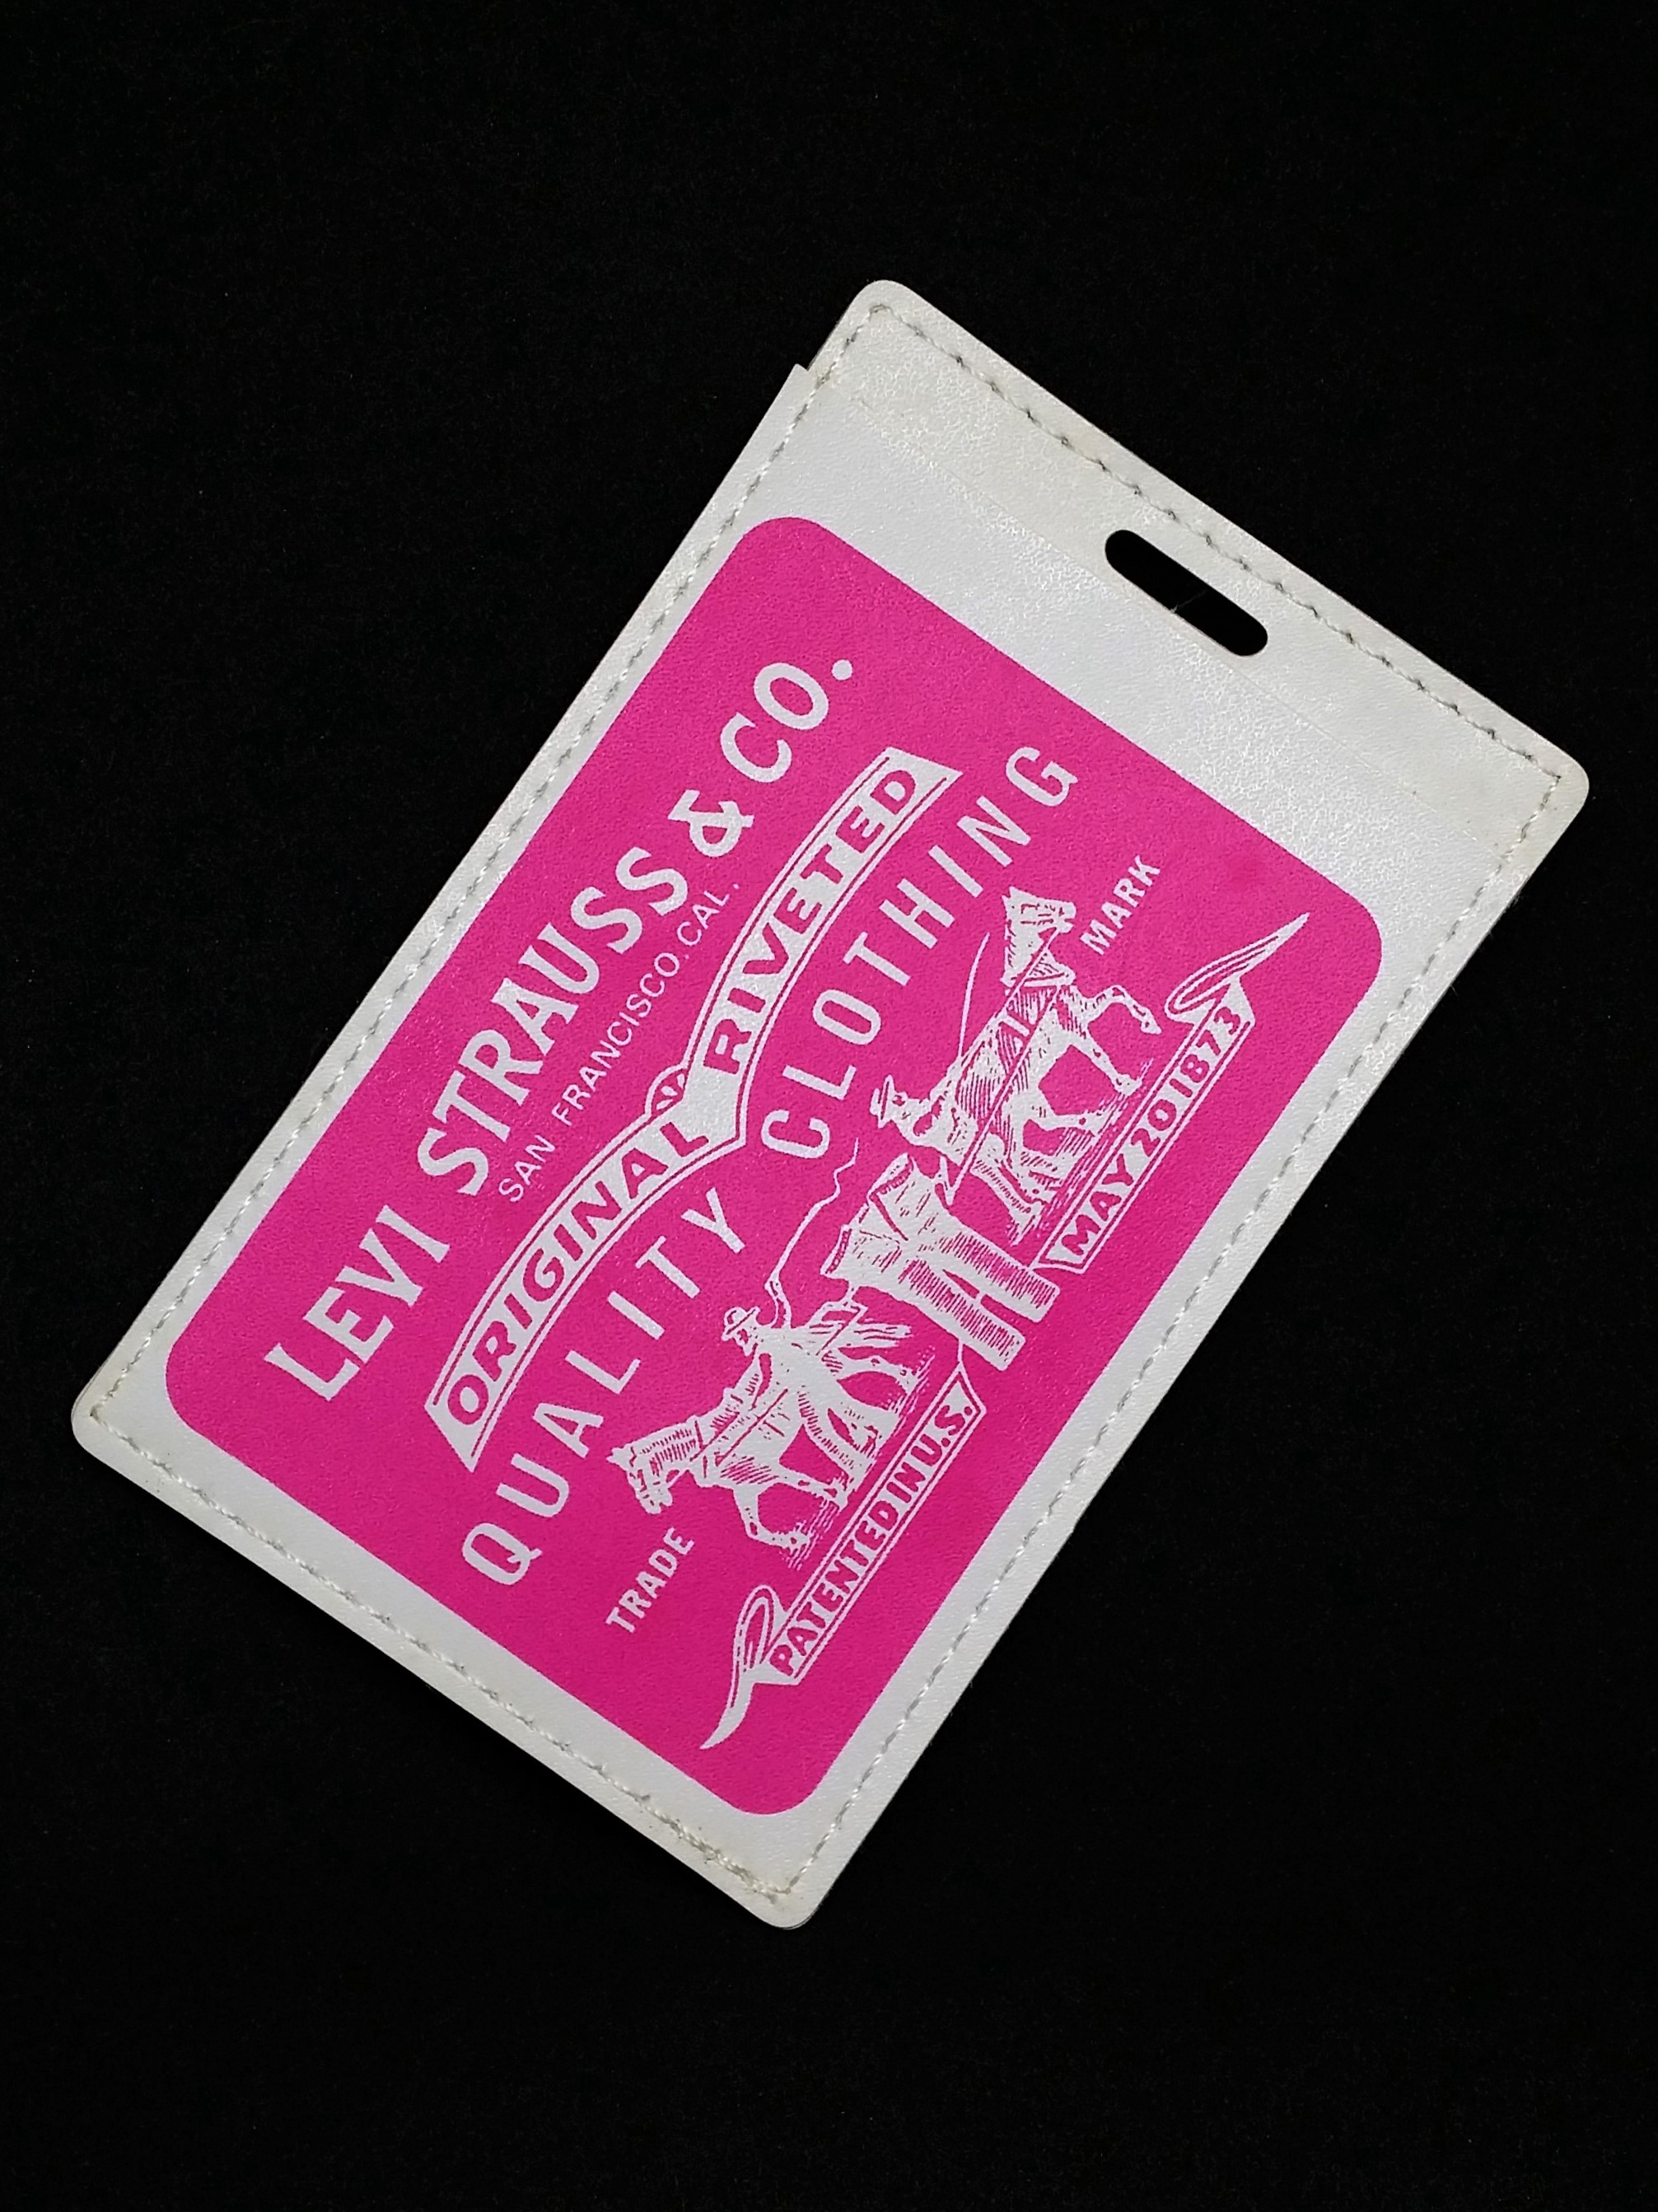 LEVI STRAUSS & CO.
SAN FRANCISCO. CAL.
ORIGINAL RIVETED
QUALITY CLOTHING
TRADE MARK
PATENTED IN U.S. MAY 20 1873